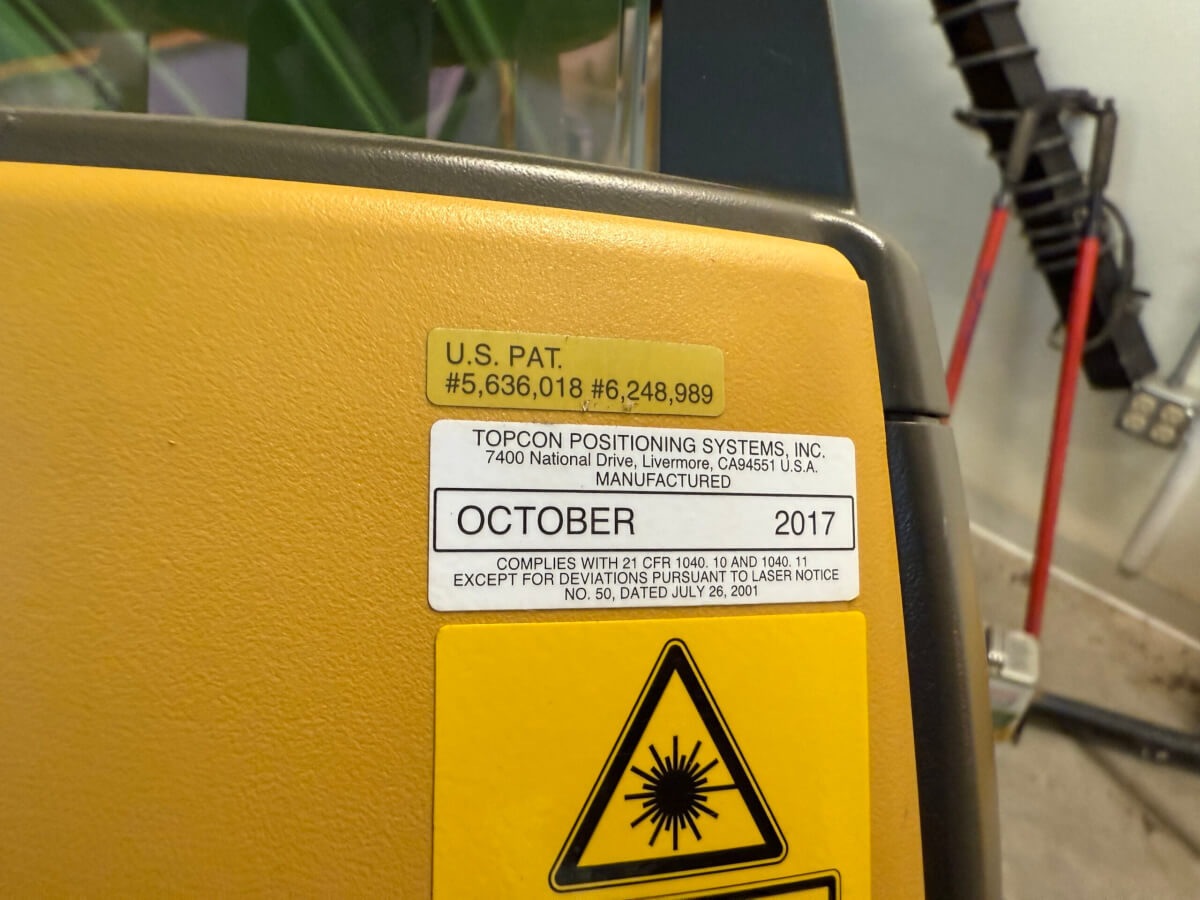 U.S. PAT.
#5,636,018 #6,248,989
TOPCON POSITIONING SYSTEMS, INC.
7400 National Drive, Livermore, CA94551 U.S.A.
MANUFACTURED
OCTOBER 2017
COMPLIES WITH 21 CFR 1040. 10 AND 1040. 11
EXCEPT FOR DEVIATIONS PURSUANT TO LASER NOTICE
NO. 50, DATED JULY 26, 2001